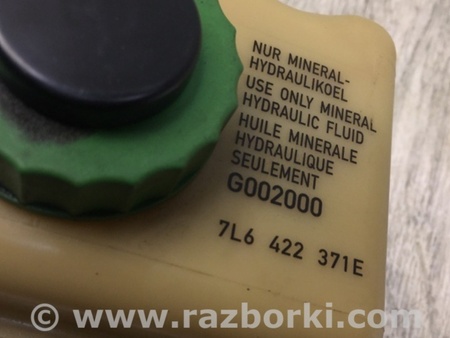 NUR MINERAL-
HYDRAULIKOEL
USE ONLY MINERAL
HYDRAULIC FLUID
HUILE MINERALE
HYDRAULIQUE
SEULEMENT
G002000
7L6 422 371E
© www.razborki.com/